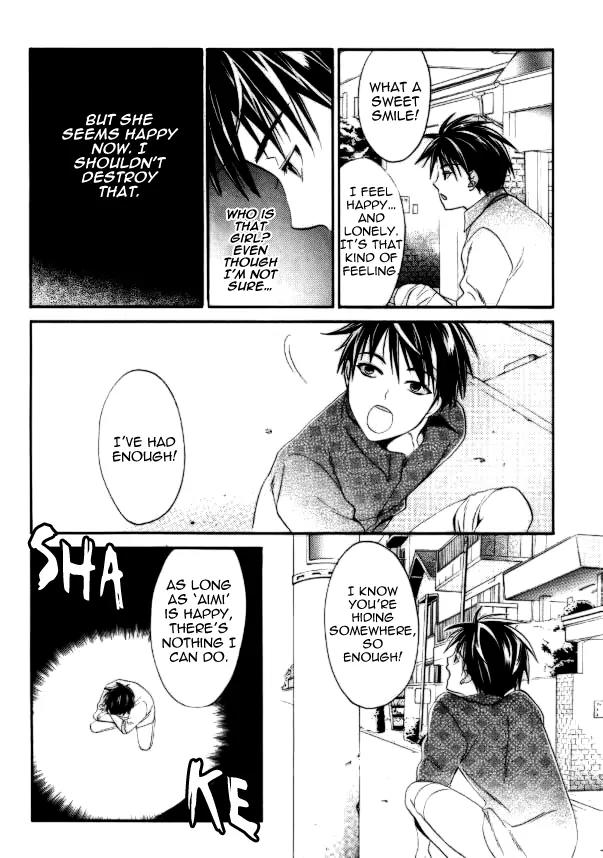 WHAT A
SWEET
SMILE!
I FEEL
HAPPY...
AND
LONELY.
IT'S THAT
KIND OF
FEELING.
WHO IS
THAT
GIRL?
EVEN
THOUGH
I'M NOT
SURE...
BUT SHE
SEEMS HAPPY
NOW. I
SHOULDN'T
DESTROY
THAT.
I'VE HAD
ENOUGH!
I KNOW
YOU'RE
HIDING
SOMEWHERE,
SO
ENOUGH!
AS LONG
AS 'AIMI'
IS HAPPY,
THERE'S
NOTHING I
CAN DO.
SHA
KE